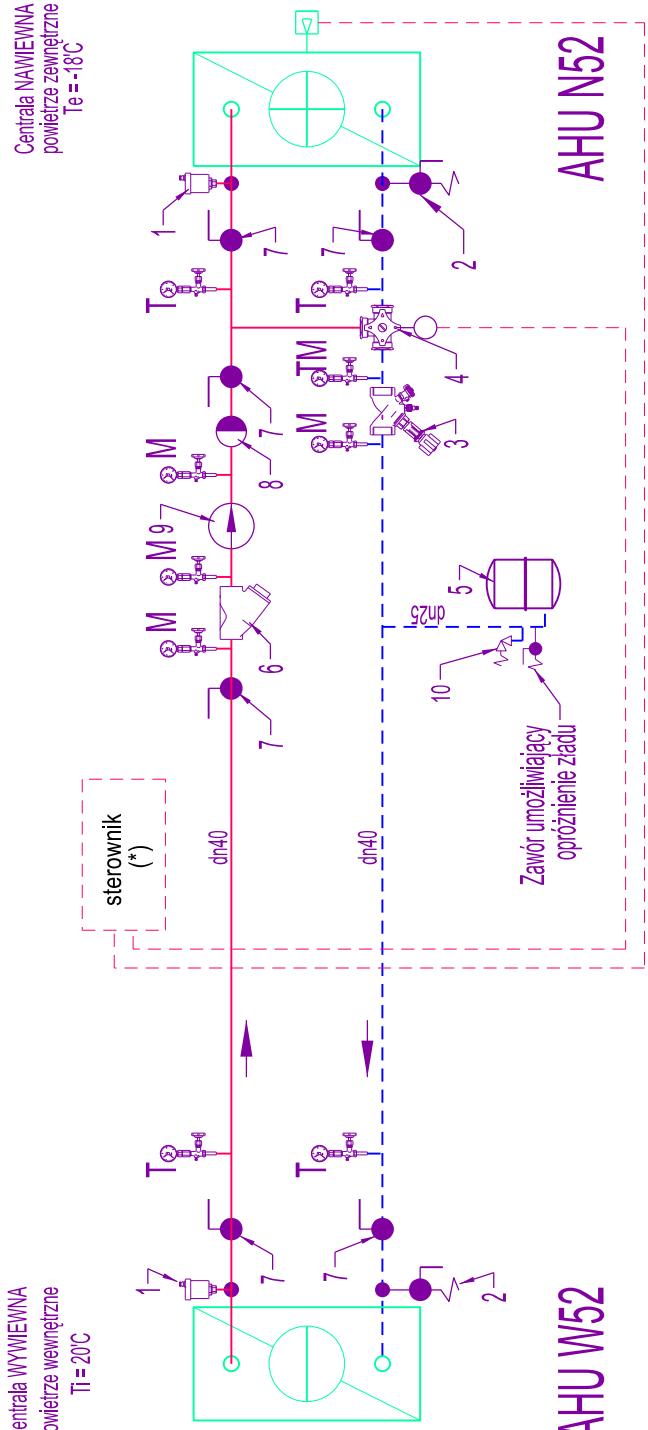 Centrala NAWIEWNA
powietrze zewnętrzne
Te = -18'C
AHU N52
1
7
7
2
T
T
4
TM
M
3
7
8
M
9
M
M
6
7
5
dn25
10
Zawór umożliwiający
opróżnienie zładu
sterownik
(*)
dn40
dn40
T
T
7
7
1
2
entrala WYWIEWNA
owietrze wewnętrzne
Ti = 20'C
AHU W52